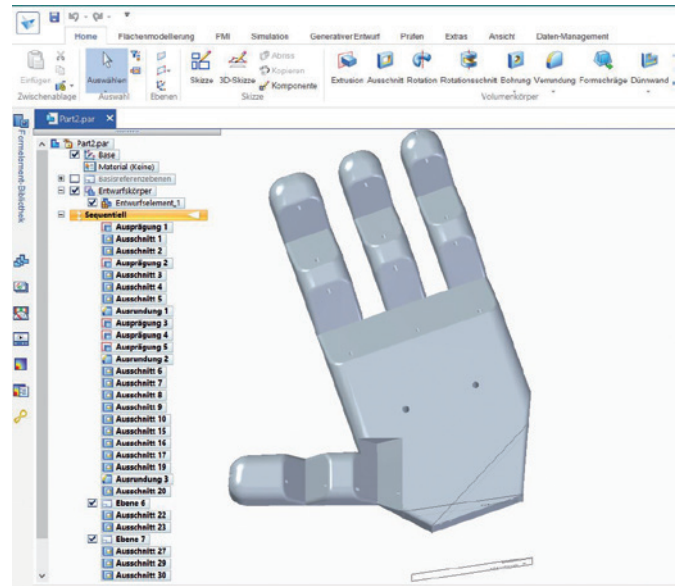 Home Flächenmodellierung PMI Simulation Generativer Entwurf Prüfen Extras Ansicht Daten-Management
Einfügen
Auswählen
Skizze
3D-Skizze
Abriss
Kopieren
Komponente
Extrusion Ausschnitt Rotation Rotationsschnitt Bohrung Verrundung Formschräge Dünnwand
Zwischenablage Auswahl Ebenen Skizze Volumenkörper
Part2.par
Formelement-Bibliothek
Part2.par
Base
Material (Keine)
Basisreferenzebenen
Entwurfskörper
Entwurfselement_1
Sequentiell
Ausprägung 1
Ausschnitt 1
Ausschnitt 2
Ausprägung 2
Ausschnitt 3
Ausschnitt 4
Ausschnitt 5
Ausrundung 1
Ausprägung 3
Ausprägung 4
Ausprägung 5
Ausrundung 2
Ausschnitt 6
Ausschnitt 7
Ausschnitt 8
Ausschnitt 9
Ausschnitt 10
Ausschnitt 15
Ausschnitt 16
Ausschnitt 17
Ausschnitt 19
Ausrundung 3
Ausschnitt 20
Ebene 6
Ausschnitt 22
Ausschnitt 23
Ebene 7
Ausschnitt 27
Ausschnitt 29
Ausschnitt 30